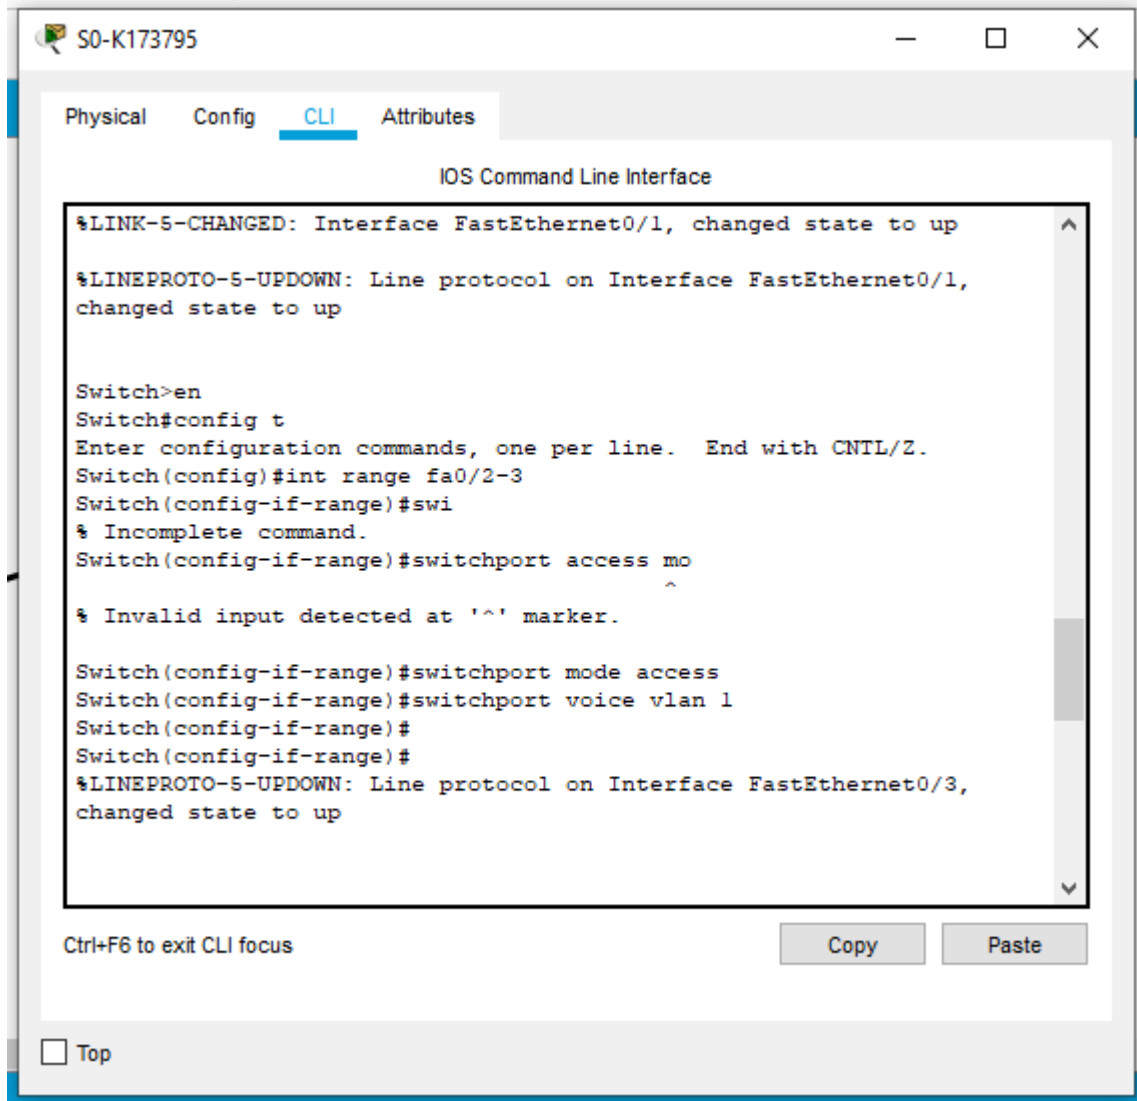 S0-K173795
Physical Config CLI Attributes
IOS Command Line Interface
%LINK-5-CHANGED: Interface FastEthernet0/1, changed state to up
%LINEPROTO-5-UPDOWN: Line protocol on Interface FastEthernet0/1,
changed state to up
Switch>en
Switch#config t
Enter configuration commands, one per line.  End with CNTL/Z.
Switch(config)#int range fa0/2-3
Switch(config-if-range)#swi
% Incomplete command.
Switch(config-if-range)#switchport access mo
^
% Invalid input detected at '^' marker.
Switch(config-if-range)#switchport mode access
Switch(config-if-range)#switchport voice vlan 1
Switch(config-if-range)#
Switch(config-if-range)#
%LINEPROTO-5-UPDOWN: Line protocol on Interface FastEthernet0/3,
changed state to up
Ctrl+F6 to exit CLI focus
Copy Paste
Top